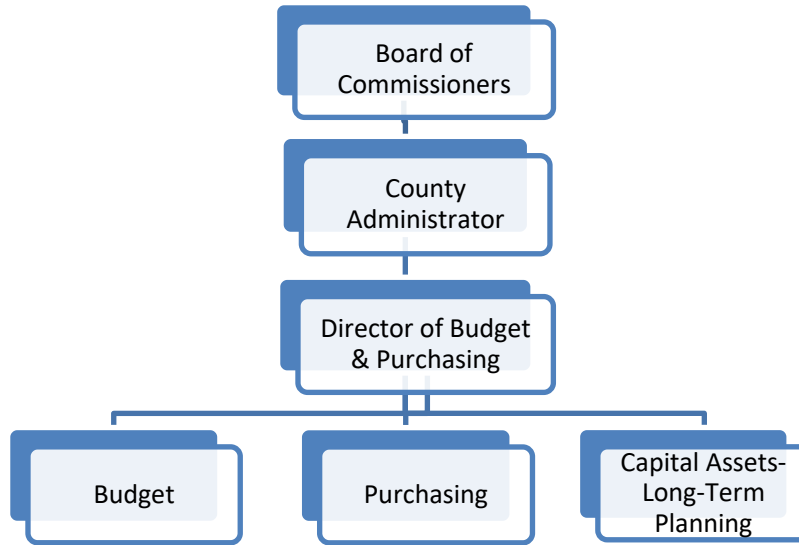 Board of
Commissioners
County
Administrator
Director of Budget
& Purchasing
Budget
Purchasing
Capital Assets-
Long-Term
Planning